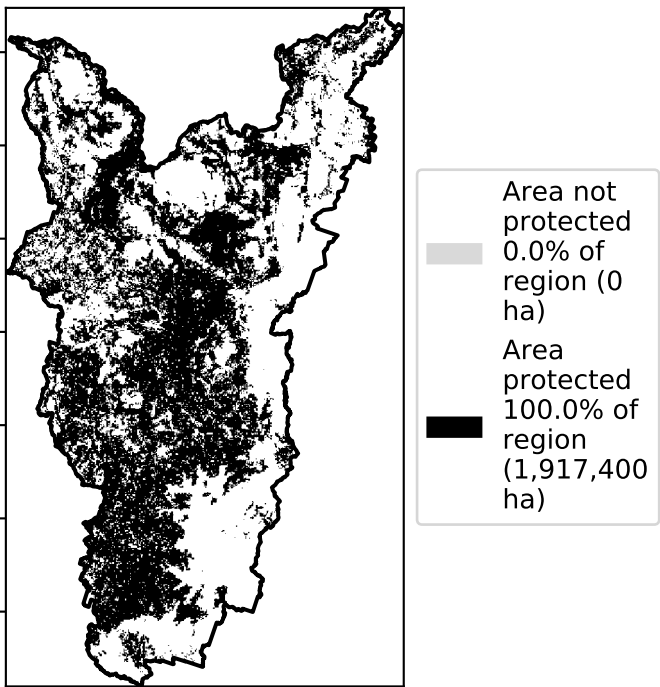 Area not
protected
0.0% of
region (0
ha)
Area
protected
100.0% of
region
(1,917,400
ha)